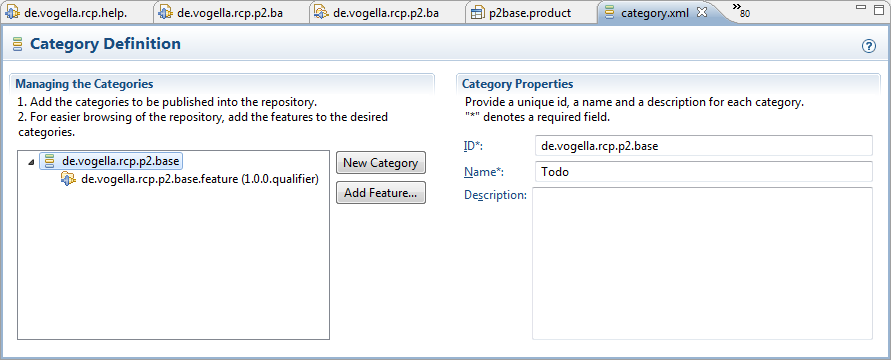 de.vogella.rcp.help.
de.vogella.rcp.p2.ba
de.vogella.rcp.p2.ba
p2base.product
category.xml
»80
Category Definition
Managing the Categories
1. Add the categories to be published into the repository.
2. For easier browsing of the repository, add the features to the desired
categories.
de.vogella.rcp.p2.base
de.vogella.rcp.p2.base.feature (1.0.0.qualifier)
New Category
Add Feature...
Category Properties
Provide a unique id, a name and a description for each category.
"*" denotes a required field.
ID*: de.vogella.rcp.p2.base
Name*: Todo
Description: